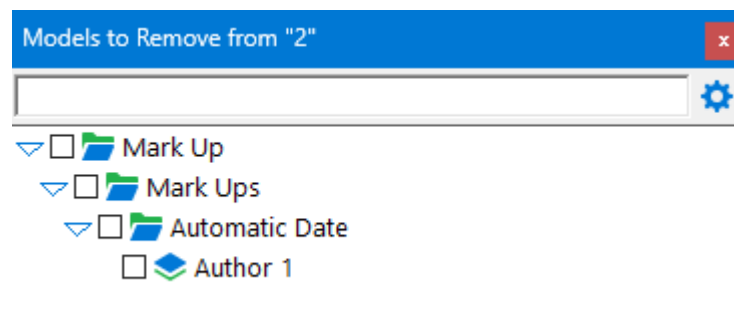 Models to Remove from "2"
x
Mark Up
Mark Ups
Automatic Date
Author 1